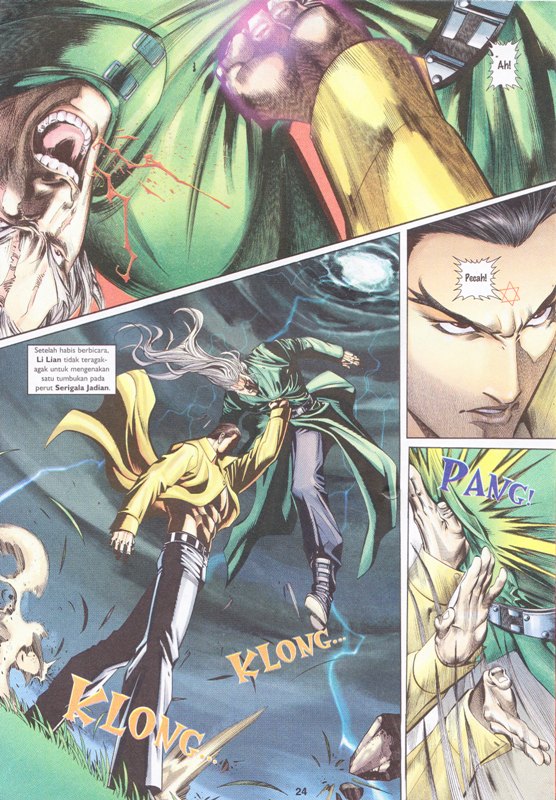 Ah!
Pecah!
Setelah habis berbicara,
Li Lian tidak teragak-
agak untuk mengenakan
satu tumbukan pada
perut Serigala Jadian.
PANG!
KLONG...
KLONG...
24